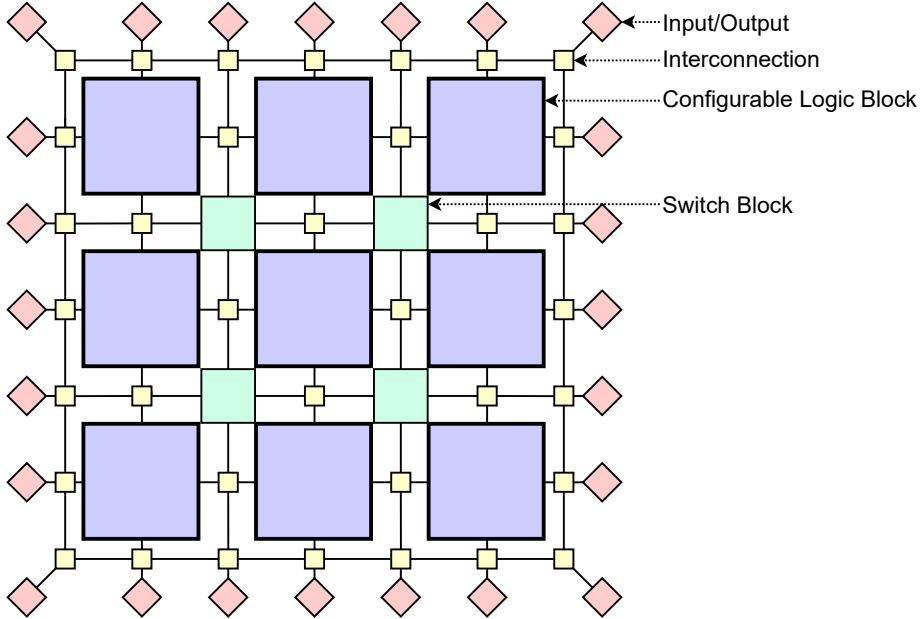 Input/Output
Interconnection
Configurable Logic Block
Switch Block